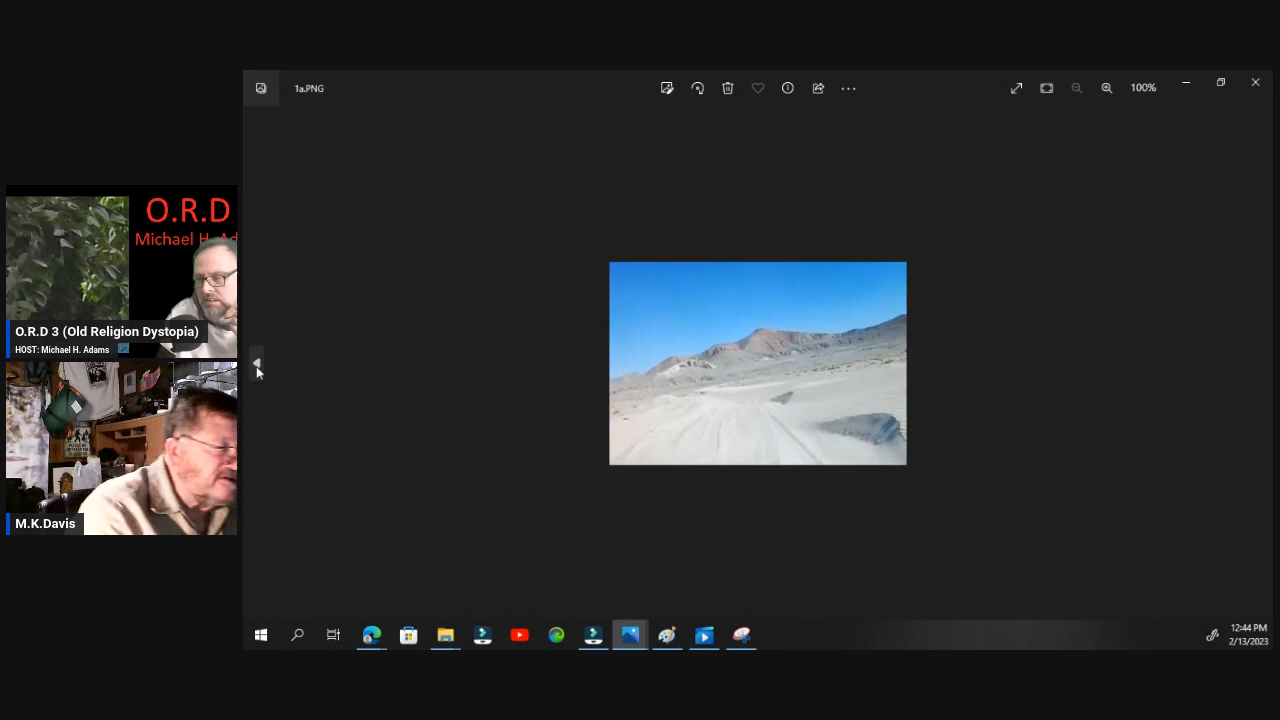 1a.PNG
100%
O.R.D
Michael H. Ad
O.R.D 3 (Old Religion Dystopia)
HOST: Michael H. Adams
M.K.Davis
12:44 PM
2/13/2023